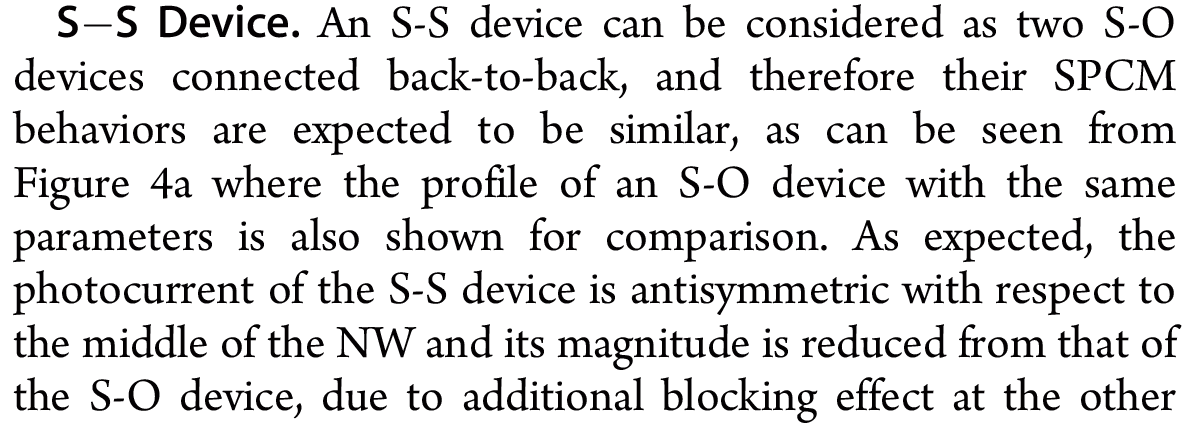 S−S Device. An S-S device can be considered as two S-O
devices connected back-to-back, and therefore their SPCM
behaviors are expected to be similar, as can be seen from
Figure 4a where the profile of an S-O device with the same
parameters is also shown for comparison. As expected, the
photocurrent of the S-S device is antisymmetric with respect to
the middle of the NW and its magnitude is reduced from that of
the S-O device, due to additional blocking effect at the other